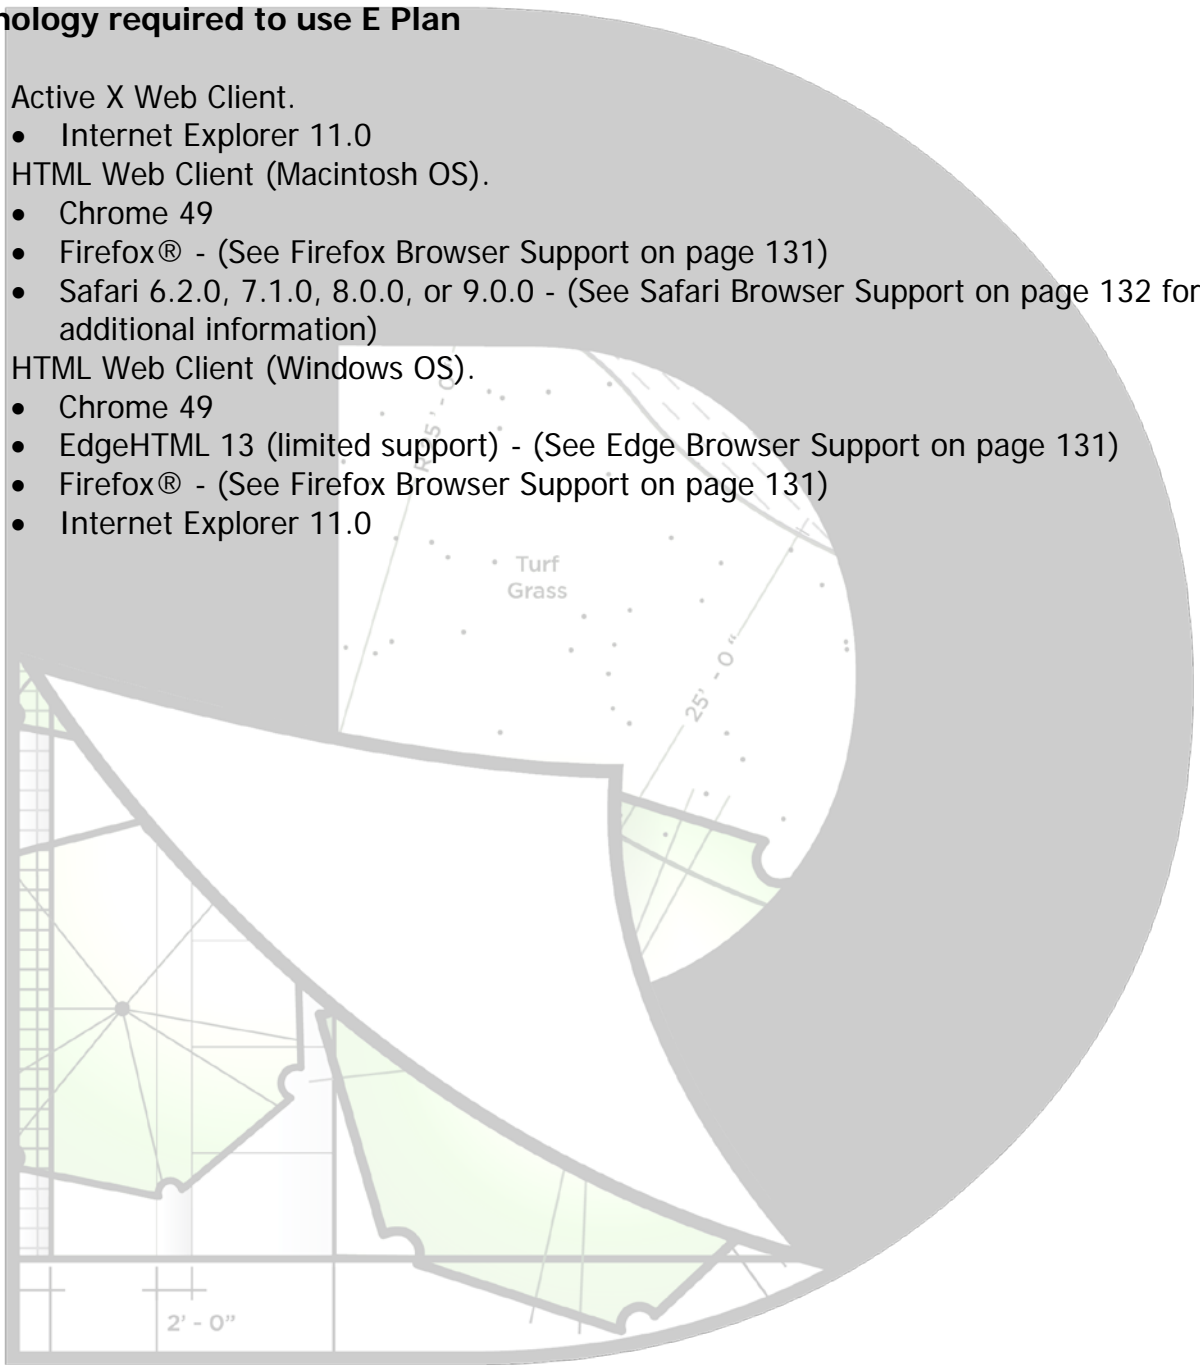 nology required to use E Plan
Active X Web Client.
• Internet Explorer 11.0
HTML Web Client (Macintosh OS).
• Chrome 49
• Firefox® - (See Firefox Browser Support on page 131)
• Safari 6.2.0, 7.1.0, 8.0.0, or 9.0.0 - (See Safari Browser Support on page 132 for
additional information)
HTML Web Client (Windows OS).
• Chrome 49
• EdgeHTML 13 (limited support) - (See Edge Browser Support on page 131)
• Firefox® - (See Firefox Browser Support on page 131)
• Internet Explorer 11.0
Turf
Grass
25' - 0 "
2' - 0"